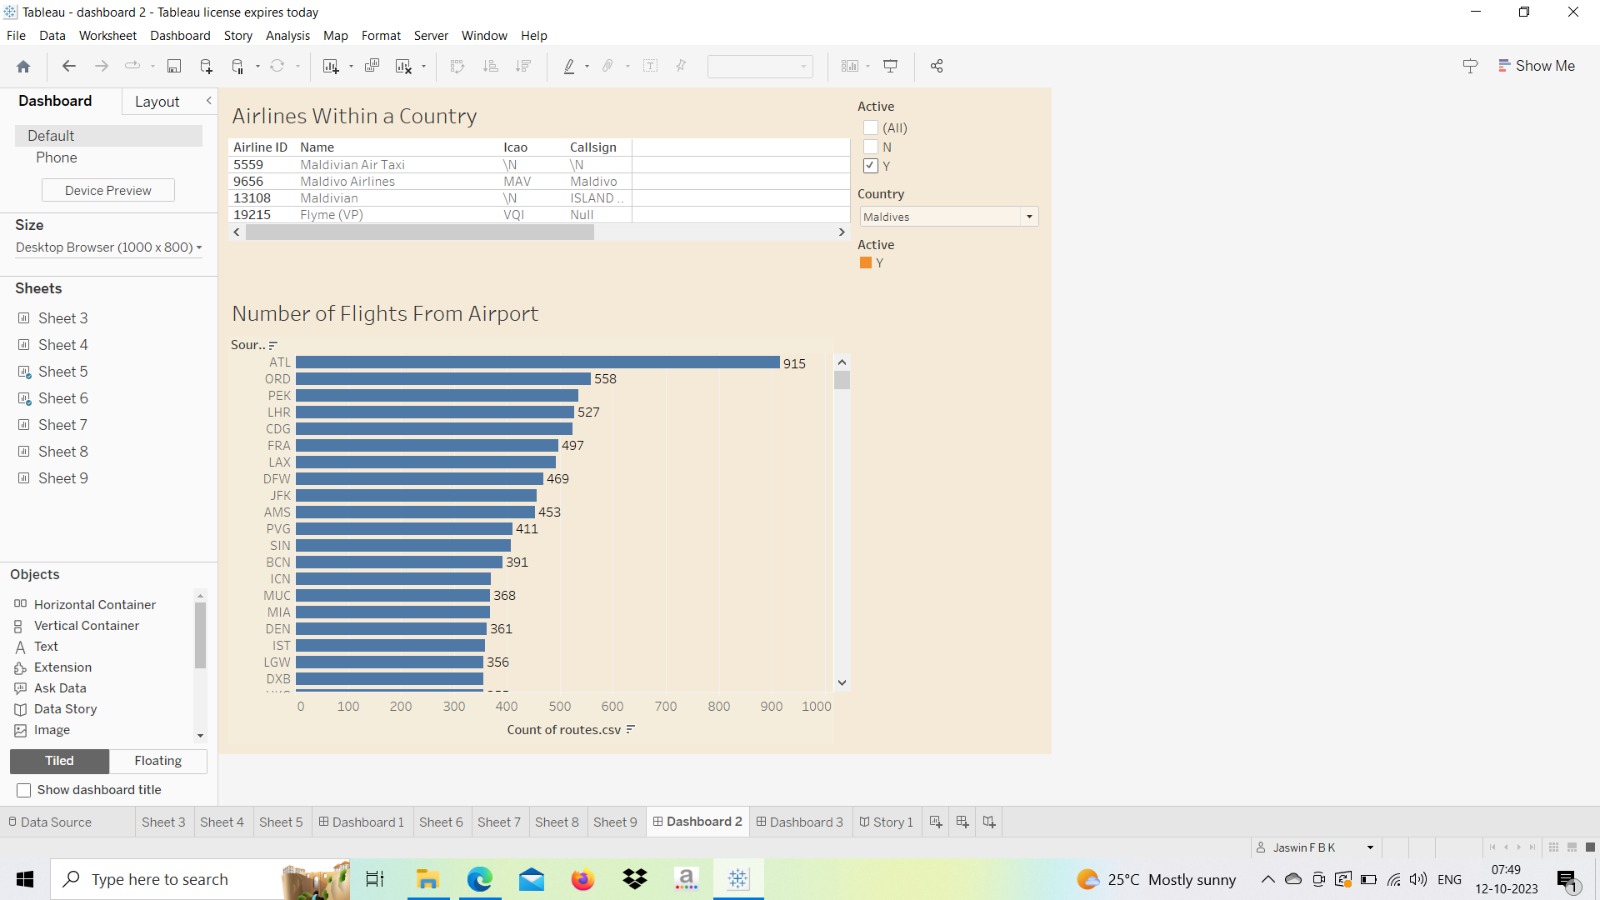 Tableau - dashboard 2 - Tableau license expires today
File Data Worksheet Dashboard Story Analysis Map Format Server Window Help
Show Me
Dashboard Layout
Default
Phone
Device Preview
Size
Desktop Browser (1000 x 800)
Sheets
Sheet 3
Sheet 4
Sheet 5
Sheet 6
Sheet 7
Sheet 8
Sheet 9
Objects
Horizontal Container
Vertical Container
Text
Extension
Ask Data
Data Story
Image
Tiled Floating
Show dashboard title
Airlines Within a Country
Airline ID Name Icao Callsign
5559 Maldivian Air Taxi \N \N
9656 Maldivo Airlines MAV Maldivo
13108 Maldivian \N ISLAND ..
19215 Flyme (VP) VQI Null
Active
(All)
N
Y
Country
Maldives
Active
Y
Number of Flights From Airport
Sour..
ATL 915
ORD 558
PEK
LHR 527
CDG
FRA 497
LAX
DFW 469
JFK
AMS 453
PVG 411
SIN
BCN 391
ICN
MUC 368
MIA
DEN 361
IST
LGW 356
DXB
0 100 200 300 400 500 600 700 800 900 1000
Count of routes.csv
Data Source Sheet 3 Sheet 4 Sheet 5 Dashboard 1 Sheet 6 Sheet 7 Sheet 8 Sheet 9 Dashboard 2 Dashboard 3 Story 1
Jaswin F B K
Type here to search
a
25°C Mostly sunny
ENG
07:49
12-10-2023
1